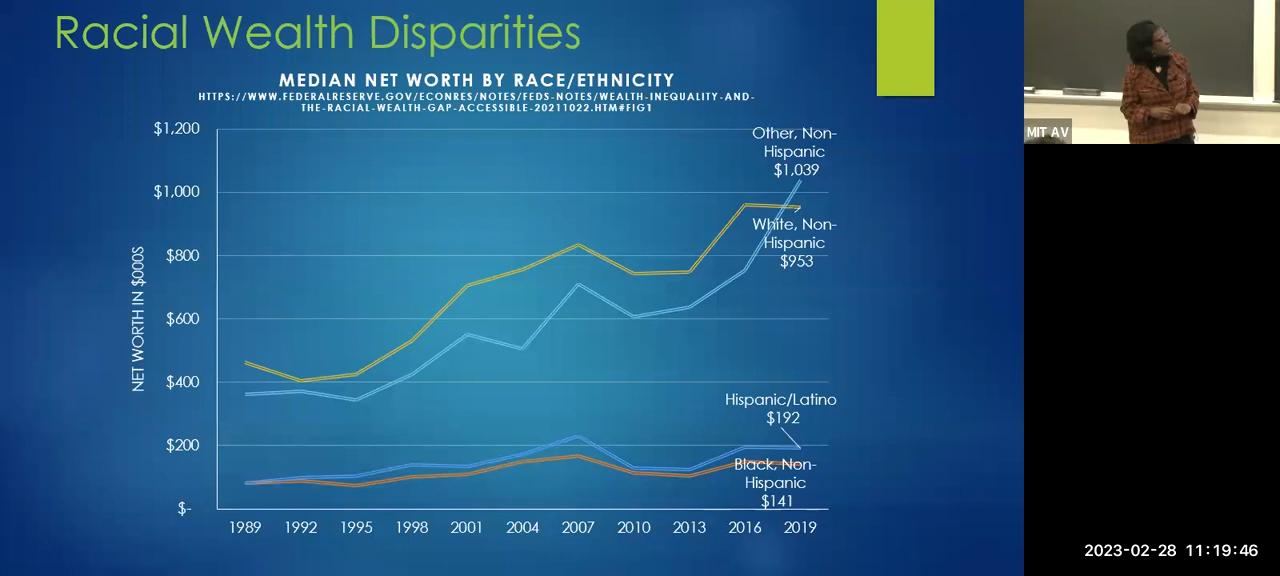 Racial Wealth Disparities
MEDIAN NET WORTH BY RACE/ETHNICITY
HTTPS://WWW.FEDERALRESERVE.GOV/ECONRES/NOTES/FEDS-NOTES/WEALTH-INEQUALITY-AND-
THE-RACIAL-WEALTH-GAP-ACCESSIBLE-20211022.HTM#FIG1
NET WORTH IN $000S
$1,200
$1,000
$800
$600
$400
$200
$-
Other, Non-
Hispanic
$1,039
White, Non-
Hispanic
$953
Hispanic/Latino
$192
Black, Non-
Hispanic
$141
1989 1992 1995 1998 2001 2004 2007 2010 2013 2016 2019
MIT AV
2023-02-28 11:19:46